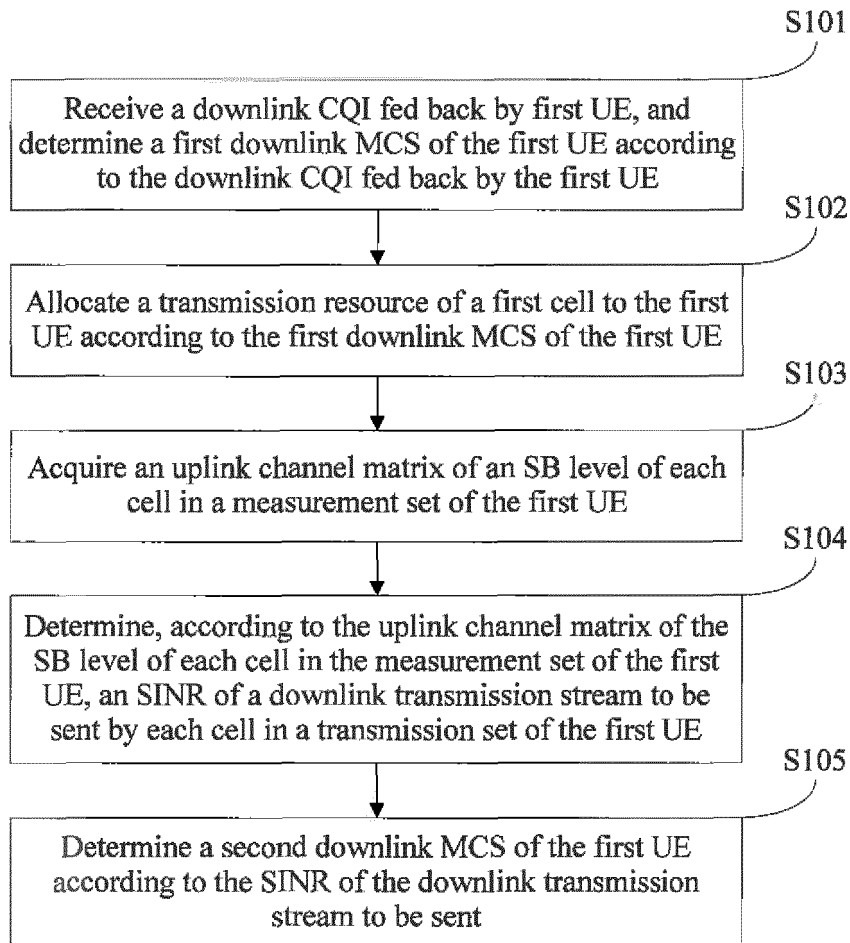 S101
Receive a downlink CQI fed back by first UE, and
determine a first downlink MCS of the first UE according
to the downlink CQI fed back by the first UE
S102
Allocate a transmission resource of a first cell to the first
UE according to the first downlink MCS of the first UE
S103
Acquire an uplink channel matrix of an SB level of each
cell in a measurement set of the first UE
S104
Determine, according to the uplink channel matrix of the
SB level of each cell in the measurement set of the first
UE, an SINR of a downlink transmission stream to be
sent by each cell in a transmission set of the first UE
S105
Determine a second downlink MCS of the first UE
according to the SINR of the downlink transmission
stream to be sent